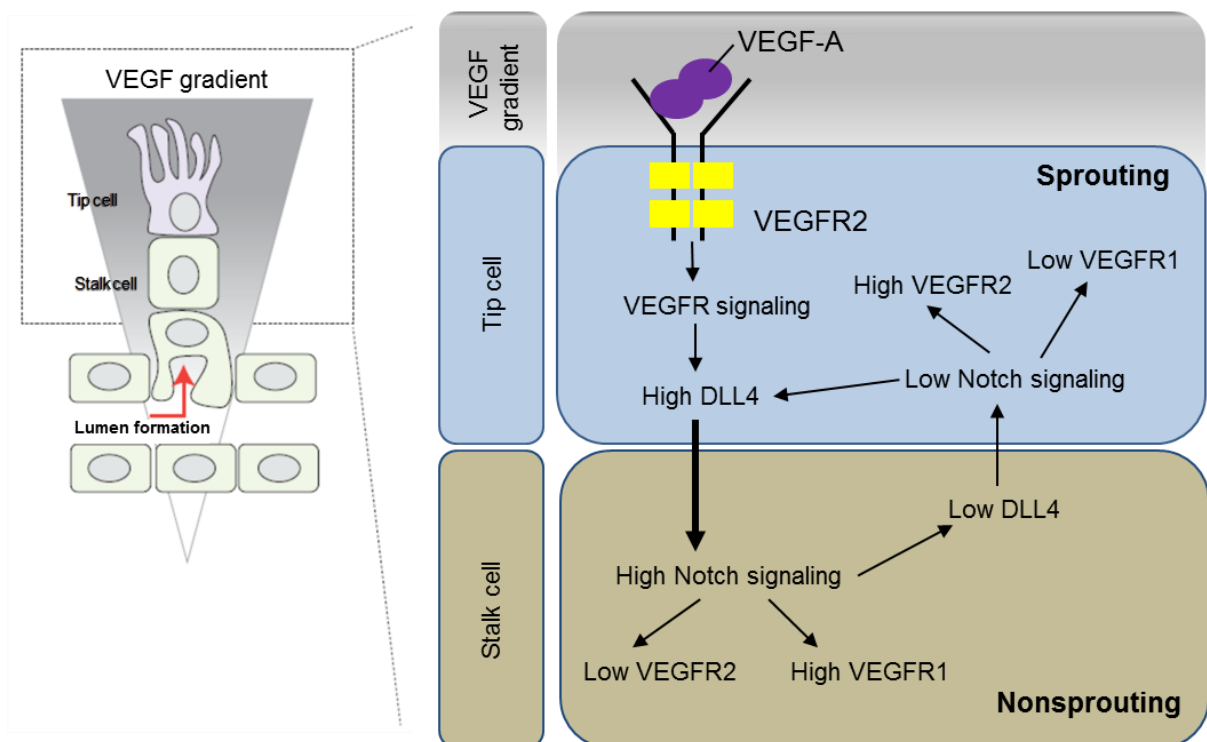 VEGF gradient
Tip cell
Stalk cell
Lumen formation
VEGF
gradient
Tip cell
Stalk cell
VEGF-A
Sprouting
VEGFR2
Low VEGFR1
High VEGFR2
VEGFR signaling
Low Notch signaling
High DLL4
Low DLL4
High Notch signaling
Low VEGFR2
High VEGFR1
Nonsprouting